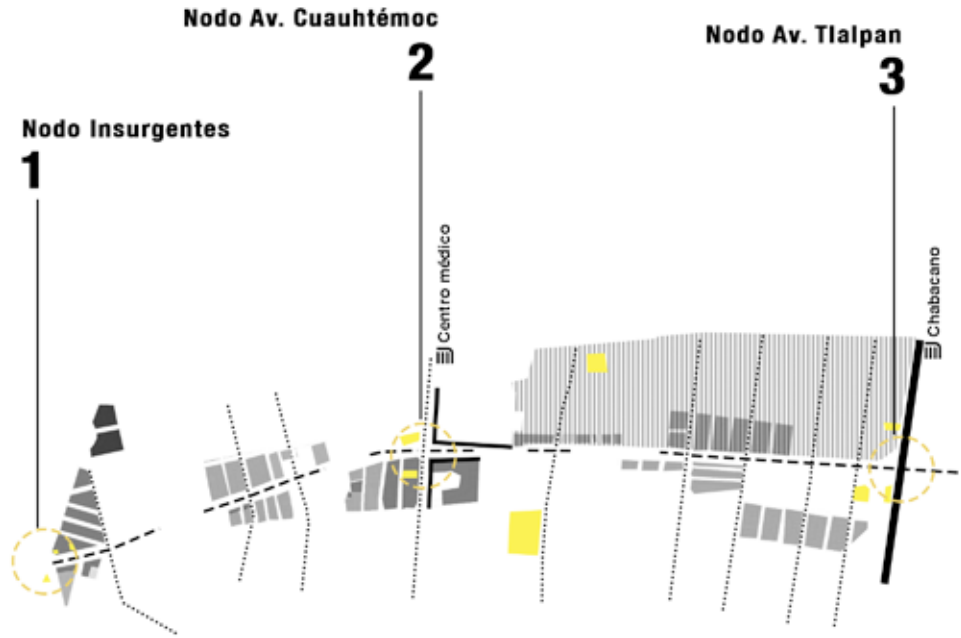 Nodo Av. Cuauhtémoc
2
Nodo Av. Tlalpan
3
Nodo Insurgentes
1
Centro médico
Chabacano